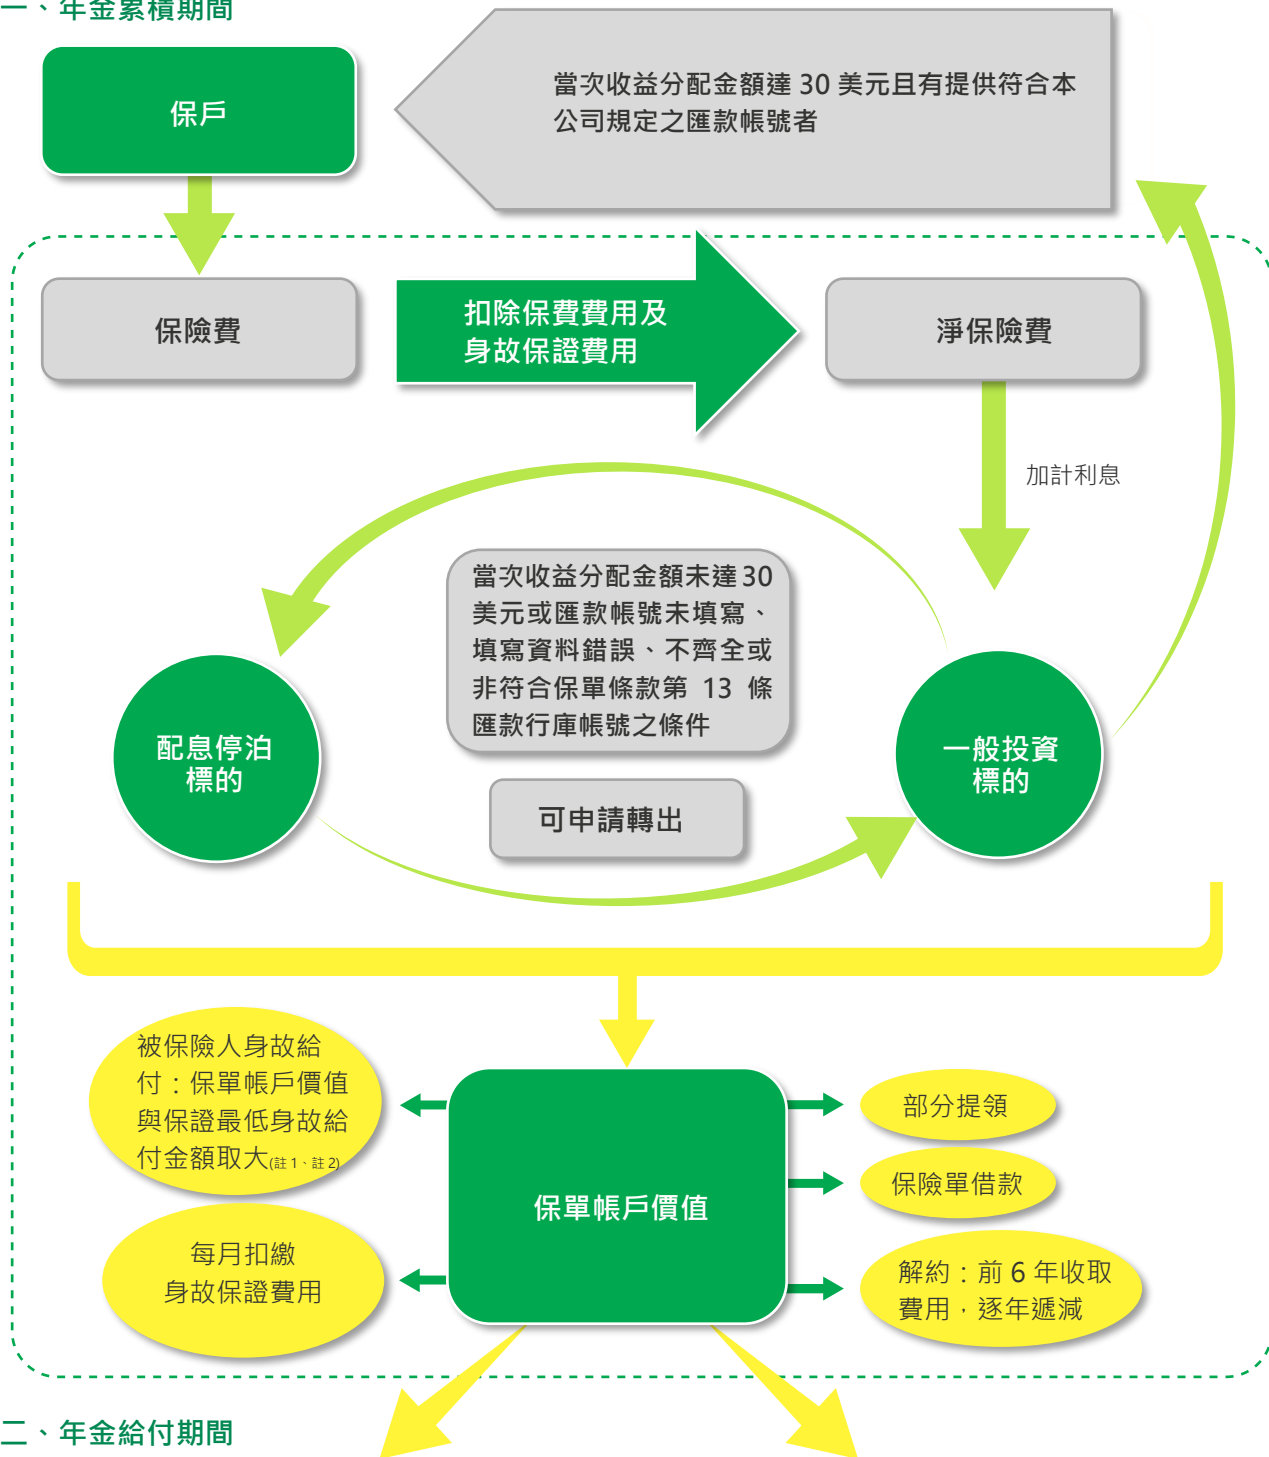 一、年金累積期間
保戶
當次收益分配金額達 30 美元且有提供符合本
公司規定之匯款帳號者
保險費
扣除保費費用及
身故保證費用
淨保險費
加計利息
當次收益分配金額未達 30
美元或匯款帳號未填寫、
填寫資料錯誤、不齊全或
非符合保單條款第 13 條
匯款行庫帳號之條件
配息停泊
標的
一般投資
標的
可申請轉出
被保險人身故給
付：保單帳戶價值
與保證最低身故給
付金額取大(註 1、註 2)
每月扣繳
身故保證費用
保單帳戶價值
部分提領
保險單借款
解約：前 6 年收取
費用，逐年遞減
二、年金給付期間